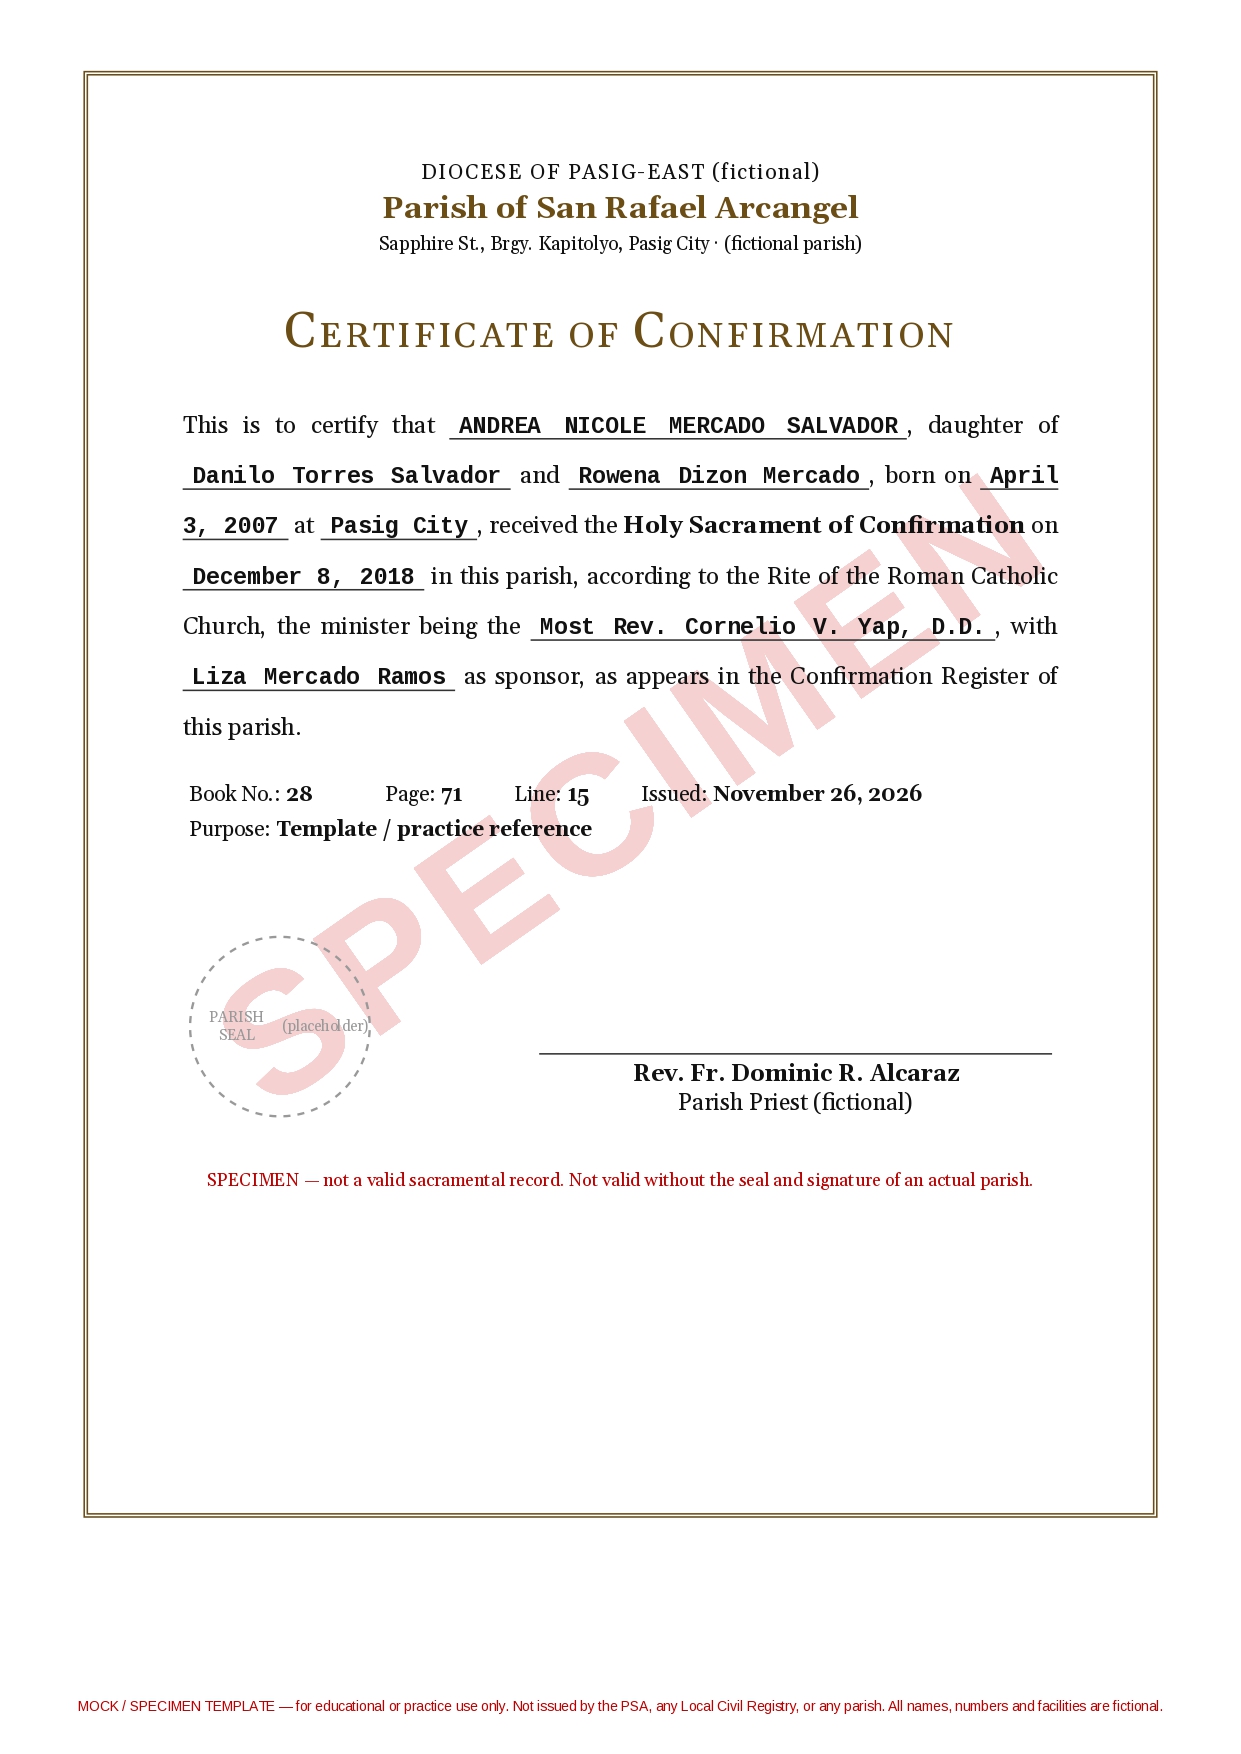 DIOCESE OF PASIG-EAST (fictional)
Parish of San Rafael Arcangel
Sapphire St., Brgy. Kapitolyo, Pasig City · (fictional parish)
CERTIFICATE OF CONFIRMATION
This is to certify that ANDREA NICOLE MERCADO SALVADOR, daughter of
Danilo Torres Salvador and Rowena Dizon Mercado, born on April
3, 2007 at Pasig City, received the Holy Sacrament of Confirmation on
December 8, 2018 in this parish, according to the Rite of the Roman Catholic
Church, the minister being the Most Rev. Cornelio V. Yap, D.D., with
Liza Mercado Ramos as sponsor, as appears in the Confirmation Register of
this parish.
Book No.: 28 Page: 71 Line: 15 Issued: November 26, 2026
Purpose: Template / practice reference
SPECIMEN
PARISH
SEAL
(placeholder)
Rev. Fr. Dominic R. Alcaraz
Parish Priest (fictional)
SPECIMEN — not a valid sacramental record. Not valid without the seal and signature of an actual parish.
MOCK / SPECIMEN TEMPLATE — for educational or practice use only. Not issued by the PSA, any Local Civil Registry, or any parish. All names, numbers and facilities are fictional.